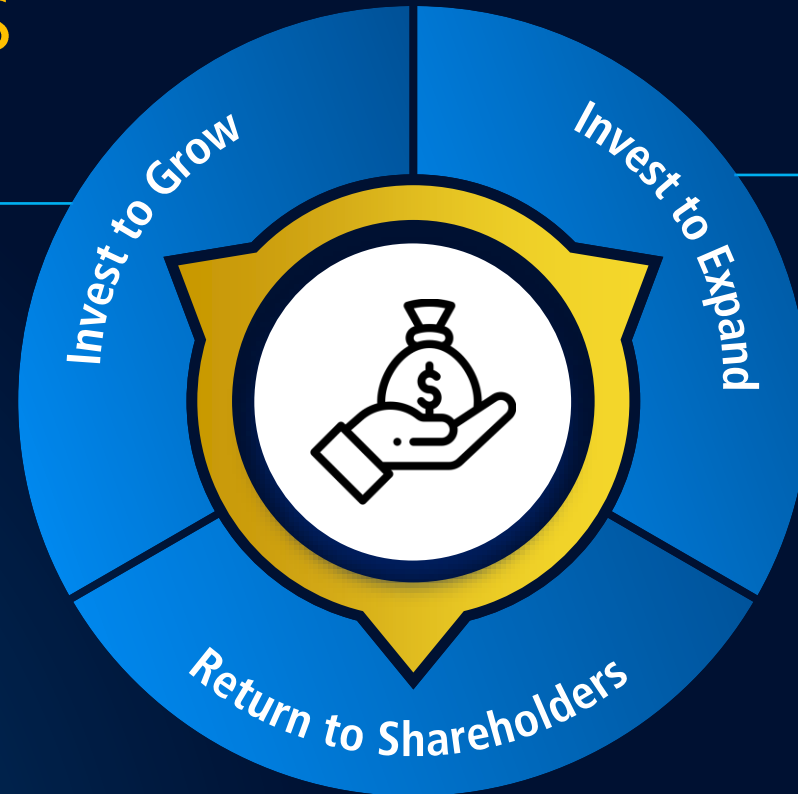 s
Invest to Grow
Invest to Expand
$
Return to Shareholders